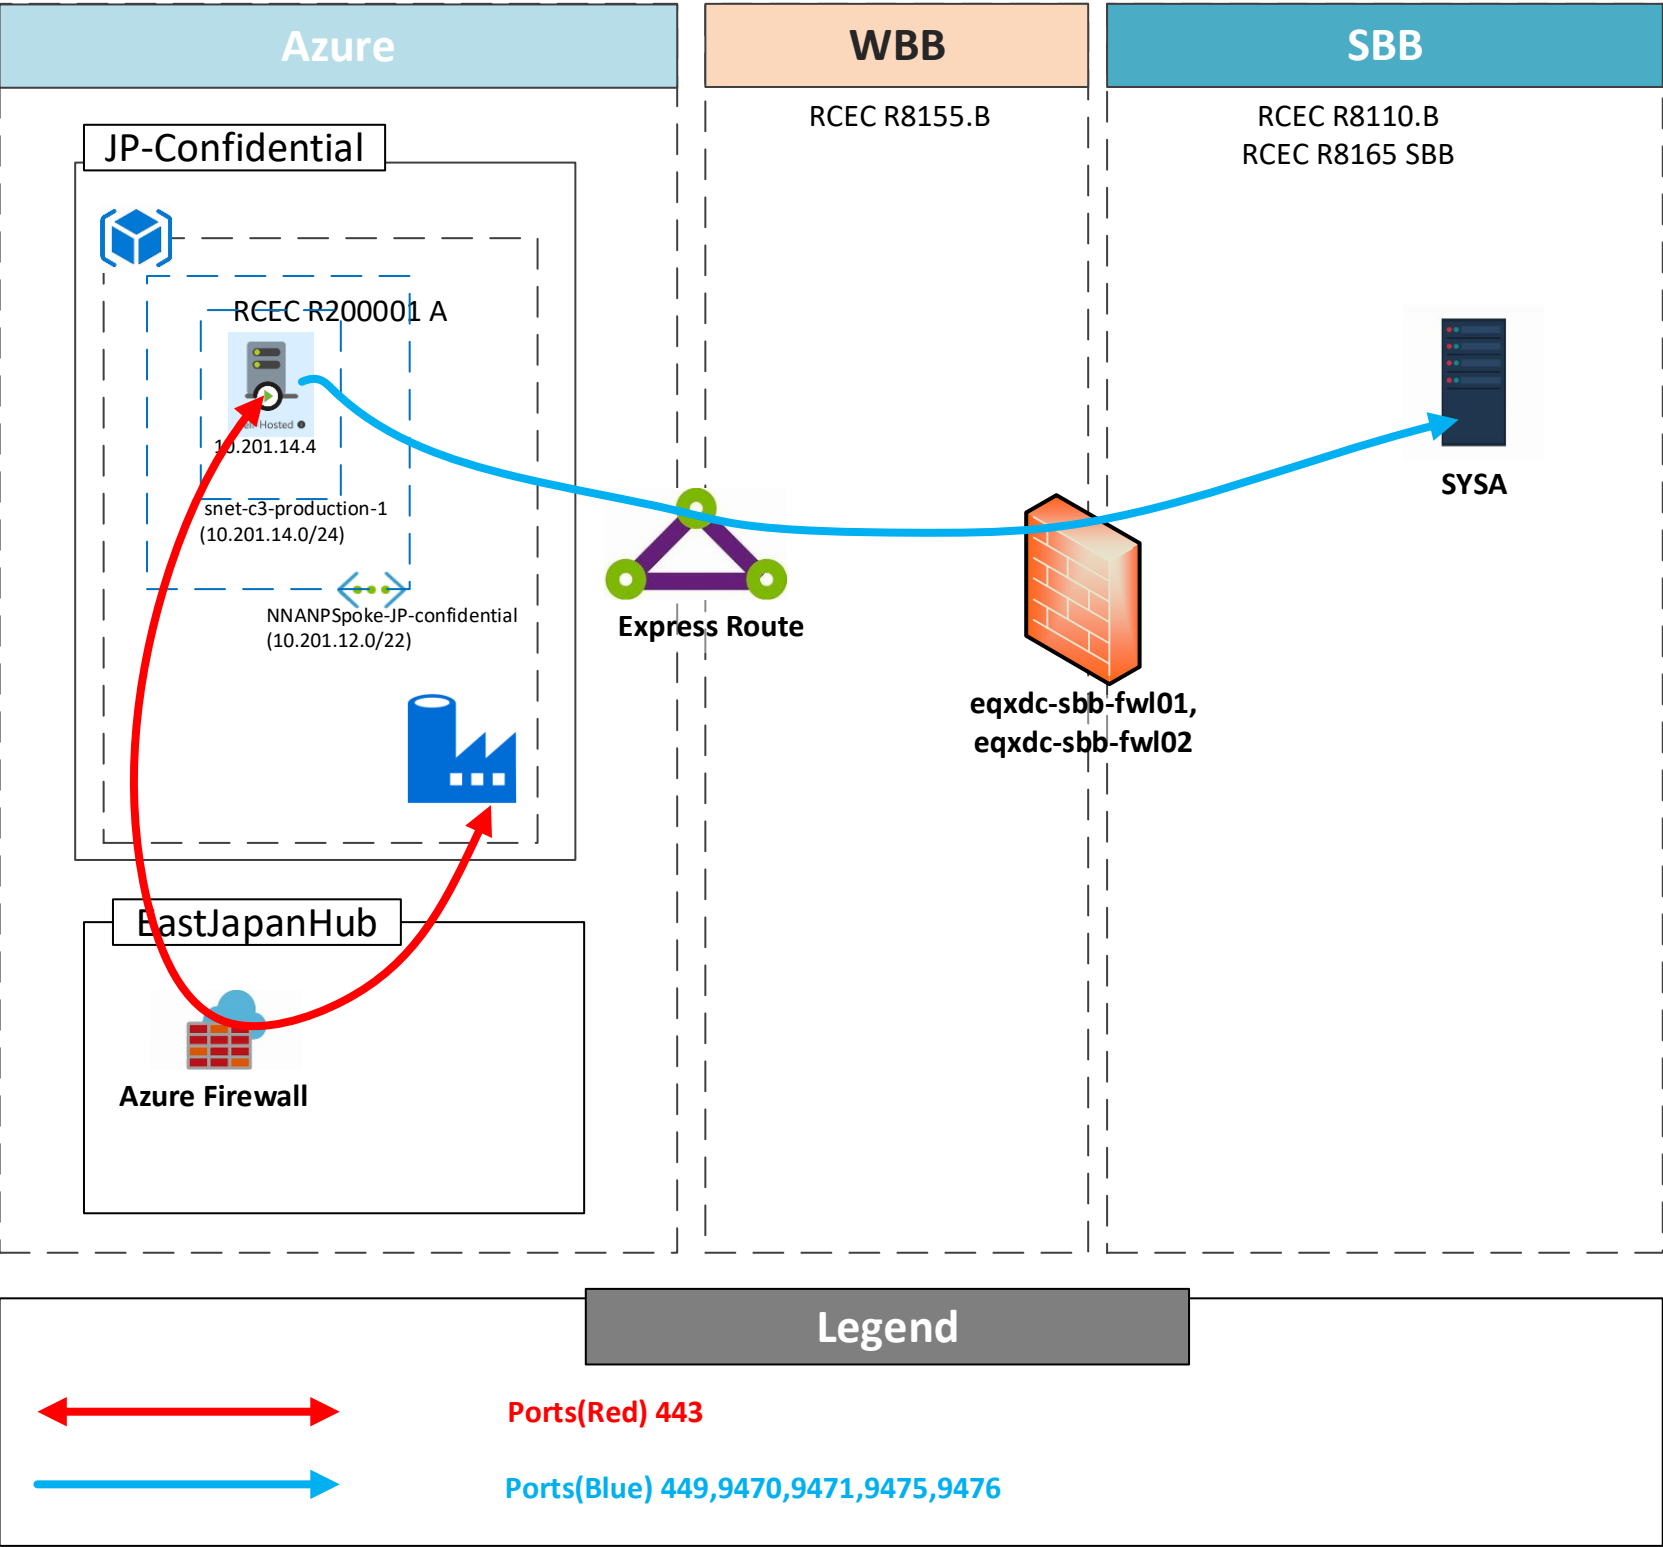 Azure
WBB
SBB
RCEC R8155.B
RCEC R8110.B
RCEC R8165 SBB
JP-Confidential
RCEC R200001 A
Hosted
10.201.14.4
snet-c3-production-1
(10.201.14.0/24)
NNANPSpoke-JP-confidential
(10.201.12.0/22)
Express Route
SYSA
eqxdc-sbb-fwl01,
eqxdc-sbb-fwl02
EastJapanHub
Azure Firewall
Legend
Ports(Red) 443
Ports(Blue) 449,9470,9471,9475,9476